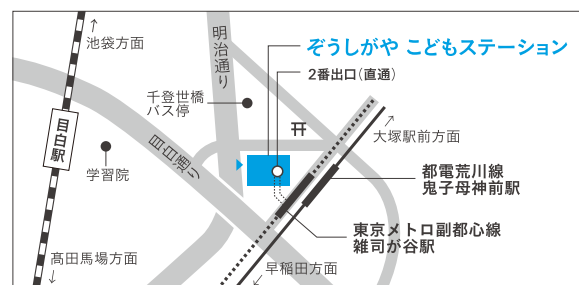 ↗
池袋方面
明治通り
ぞうしがや こどもステーション
2番出口(直通)
千登世橋
バス停
目白駅
目白通り
学習院
大塚駅前方面
都電荒川線
鬼子母神前駅
東京メトロ副都心線
雑司が谷駅
髙田馬場方面
早稲田方面